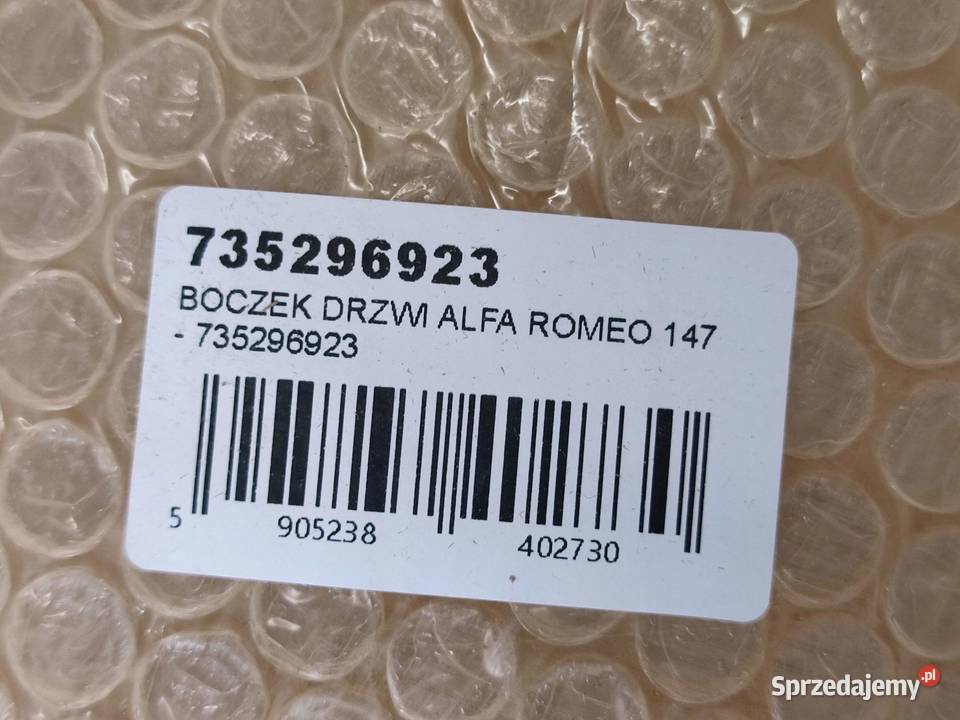 735296923
BOCZEK DRZWI ALFA ROMEO 147
- 735296923
5 905238 402730
Sprzedajemy.pl